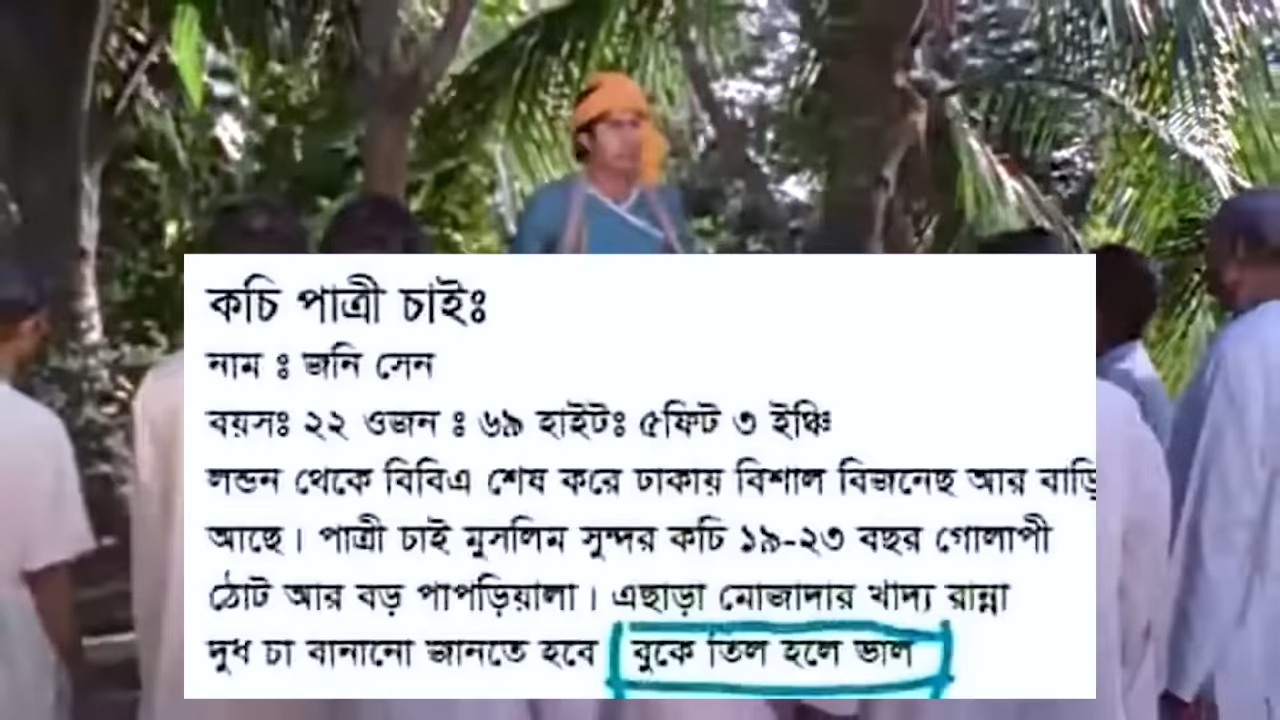 কচি পাত্রী চাইঃ
নাম ঃ জনি সেন
বয়সঃ ২২ ওজন ঃ ৬৯ হাইটঃ ৫ফিট ৩ ইঞ্চি
লন্ডন থেকে বিবিএ শেষ করে ঢাকায় বিশাল বিজনেছ আর বাড়ি
আছে। পাত্রী চাই মুসলিম সুন্দর কচি ১৯-২৩ বছর গোলাপী
ঠোট আর বড় পাপড়িয়ালা। এছাড়া মোজাদার খাদ্য রান্না
দুধ চা বানানো জানতে হবে বুকে তিল হলে ভাল